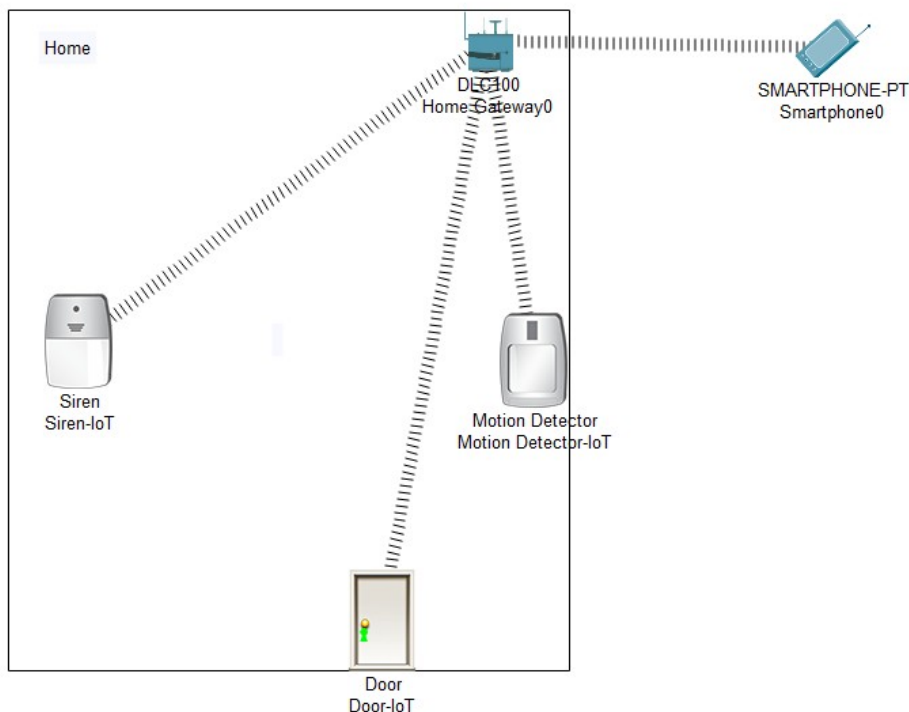 Home
DLC100
Home Gateway0
SMARTPHONE-PT
Smartphone0
Siren
Siren-IoT
Motion Detector
Motion Detector-IoT
Door
Door-IoT